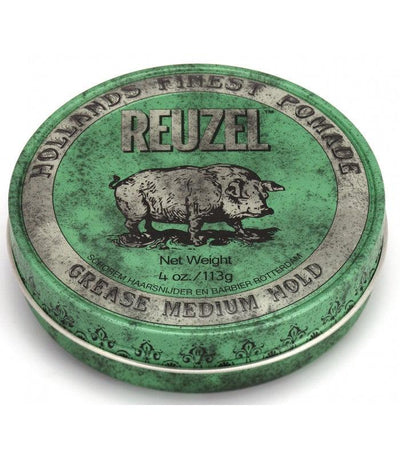 HOLLANDS FINEST POMADE
REUZEL
Net Weight
4 oz./113g
SCHOREM HAARSNIJDER EN BARBIER ROTTERDAM
GREASE MEDIUM HOLD